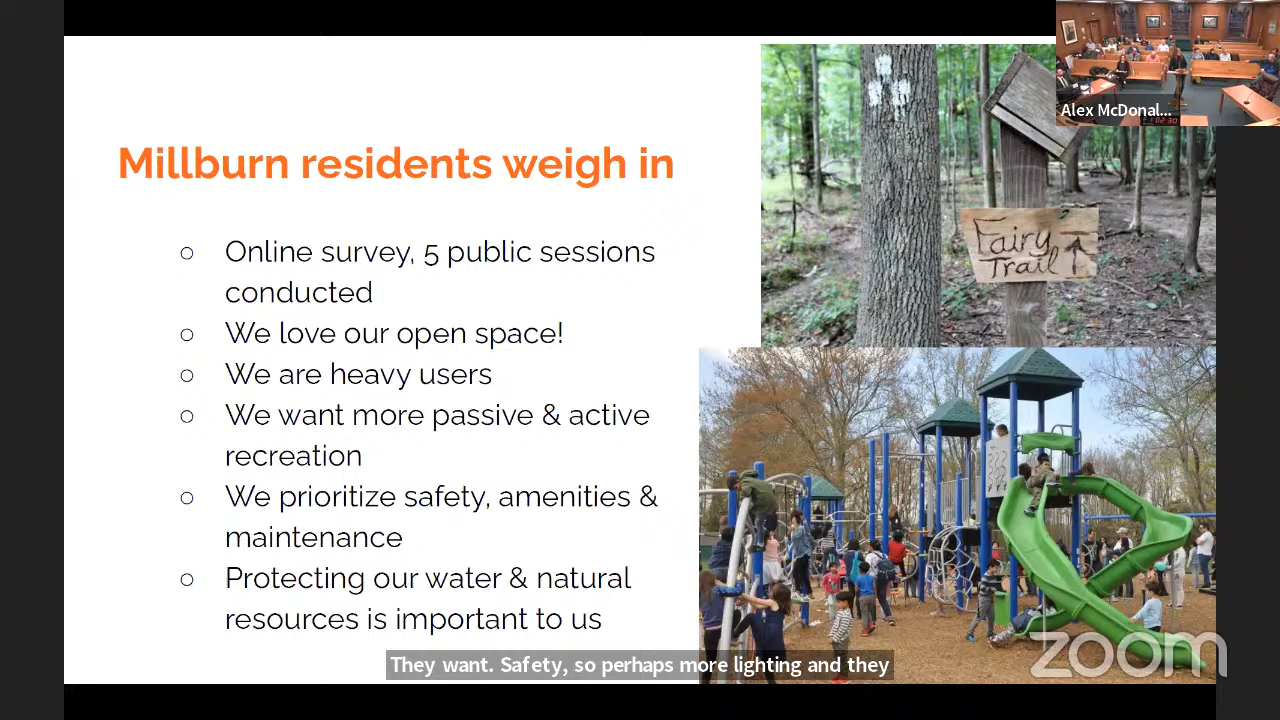 Millburn residents weigh in
○ Online survey, 5 public sessions
conducted
○ We love our open space!
○ We are heavy users
○ We want more passive & active
recreation
○ We prioritize safety, amenities &
maintenance
○ Protecting our water & natural
resources is important to us
Fairy
Trail
Alex McDonal...
They want. Safety, so perhaps more lighting and they
zoom